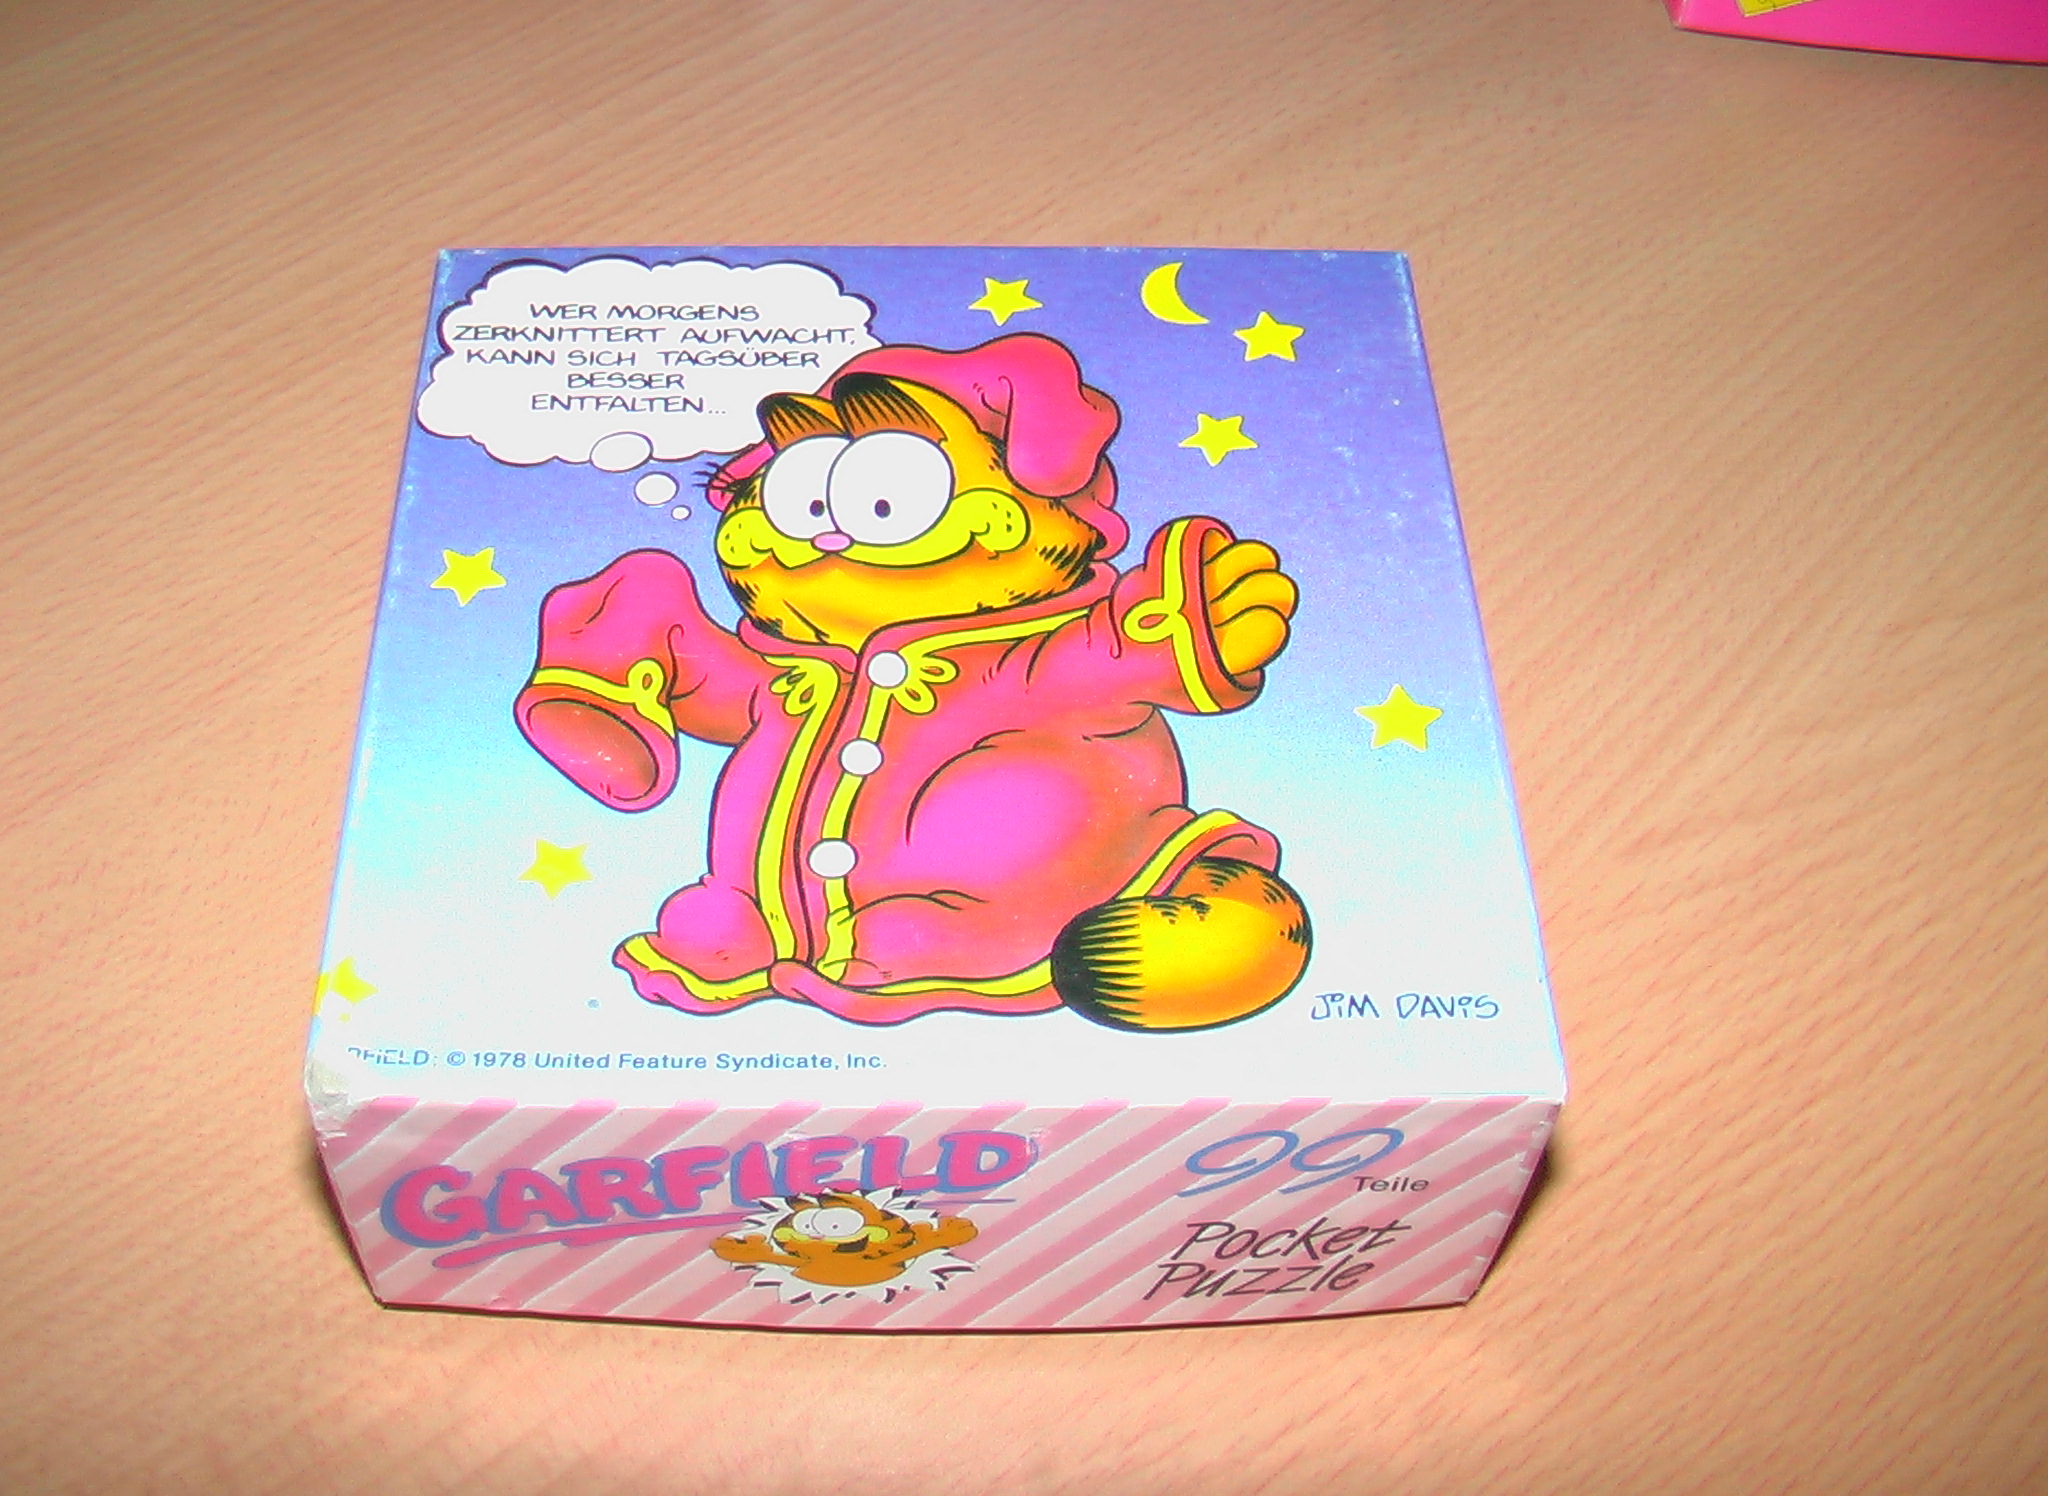 WER MORGENS
ZERKNITTERT AUFWACHT,
KANN SICH TAGSÜBER
BESSER
ENTFALTEN...
JIM DAVIS
RFIELD: © 1978 United Feature Syndicate, Inc.
GARFIELD
99
Teile
Pocket
Puzzle